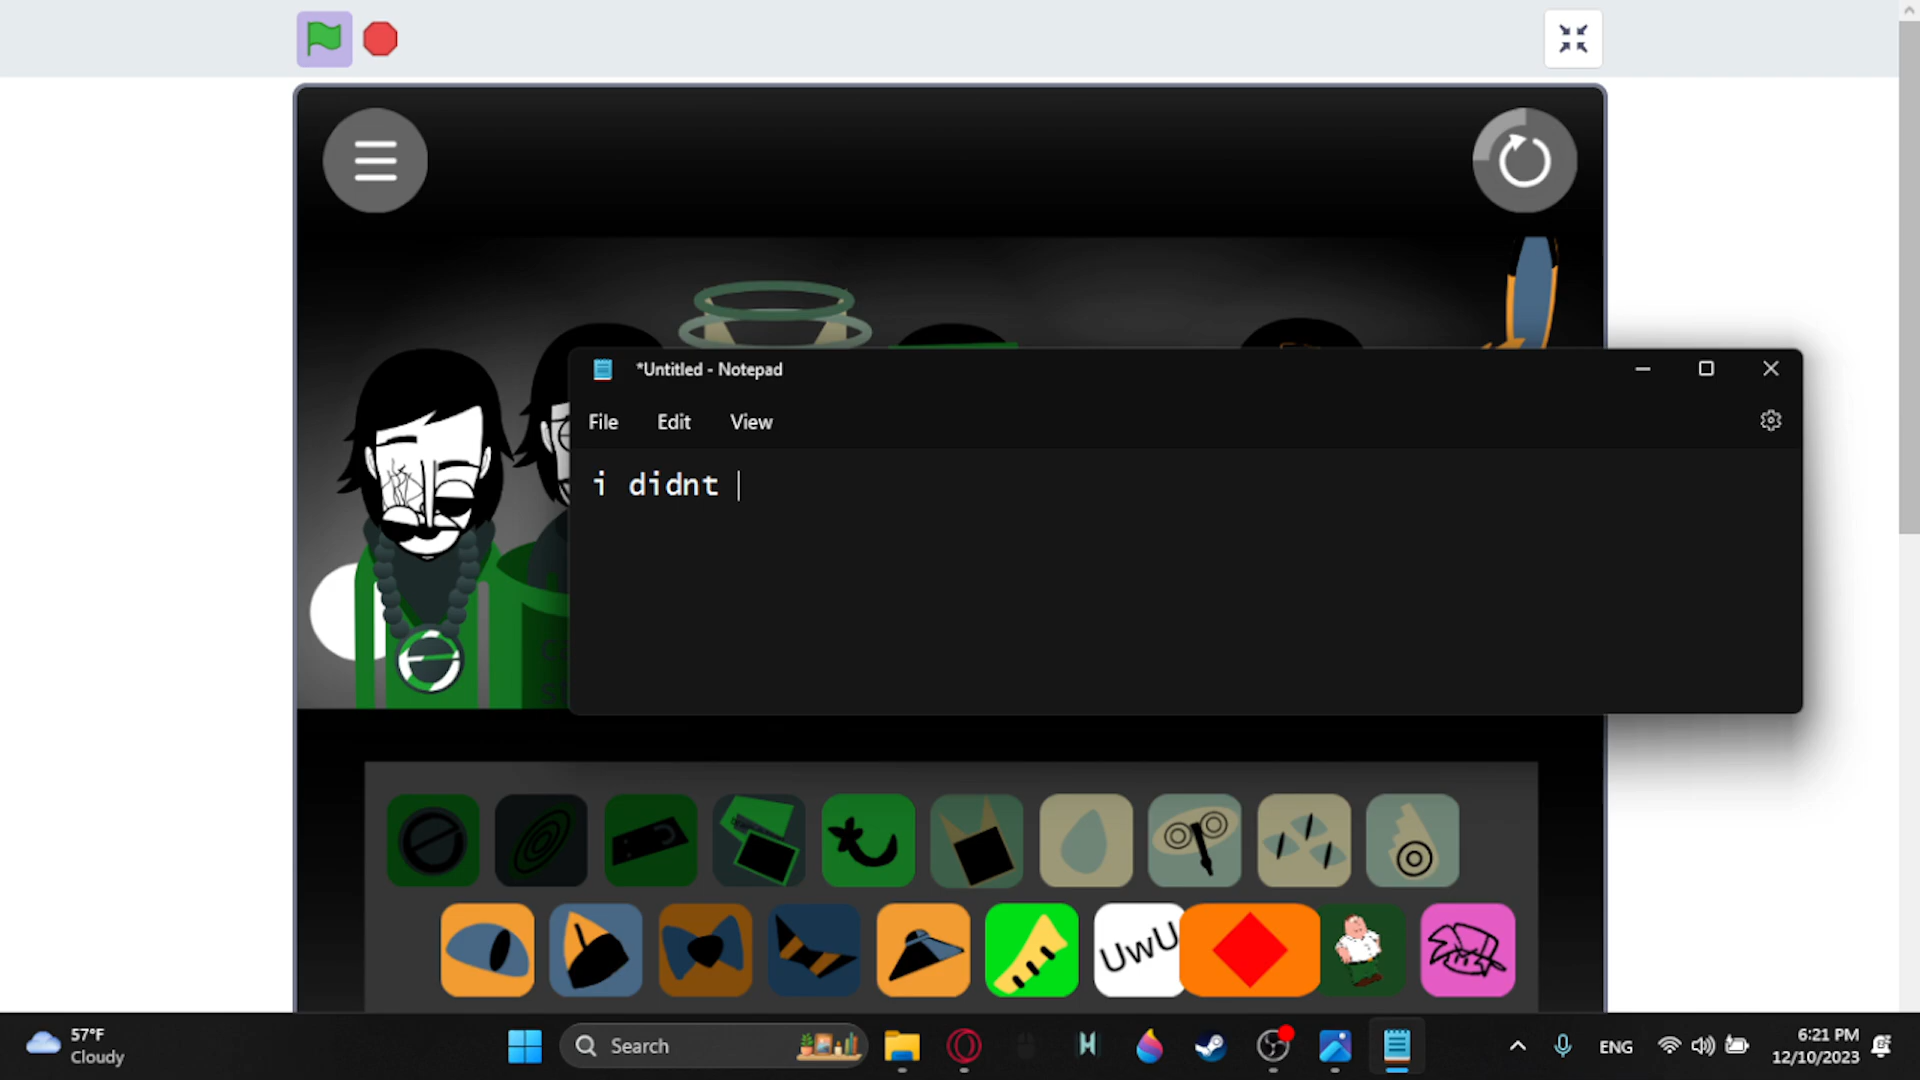 *Untitled - Notepad
File Edit View
i didnt
UwU
57°F
Cloudy
Search
ENG
6:21 PM
12/10/2023